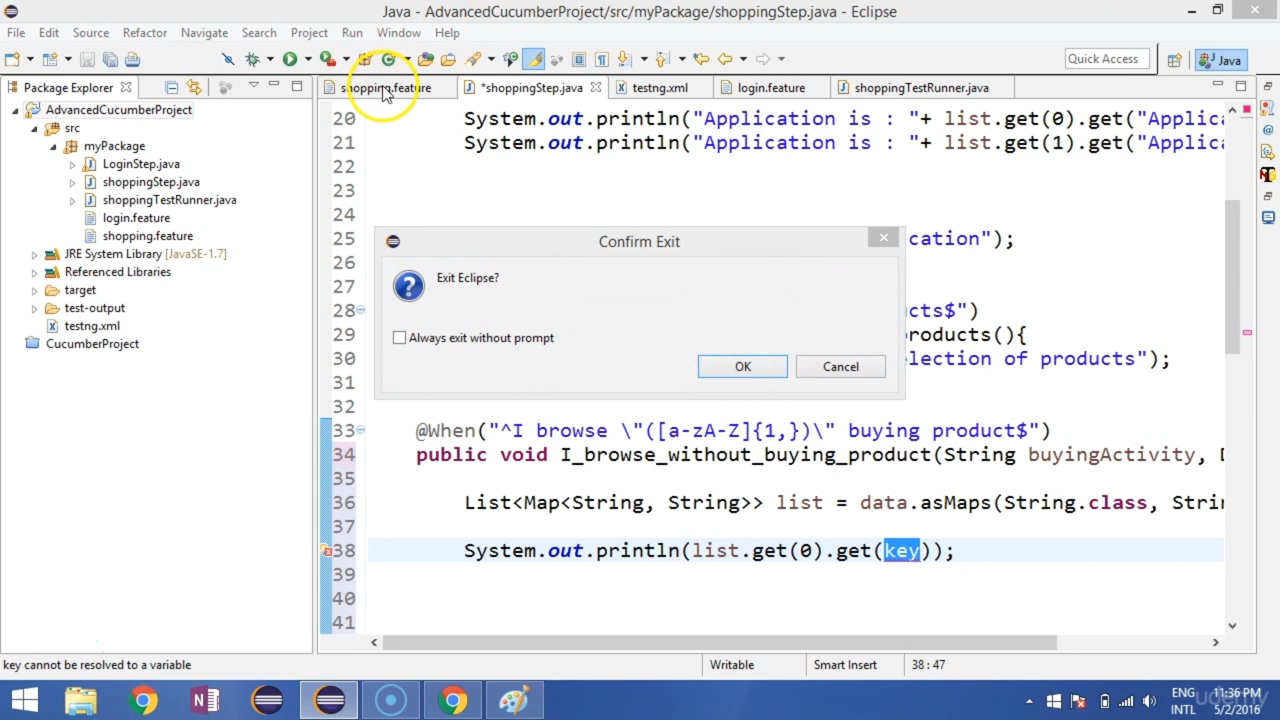 Java - AdvancedCucumberProject/src/myPackage/shoppingStep.java - Eclipse
File Edit Source Refactor Navigate Search Project Run Window Help
Quick Access
Java
Package Explorer
shopping.feature
*shoppingStep.java
testng.xml
login.feature
shoppingTestRunner.java
AdvancedCucumberProject
src
myPackage
LoginStep.java
shoppingStep.java
shoppingTestRunner.java
login.feature
shopping.feature
JRE System Library [JavaSE-1.7]
Referenced Libraries
target
test-output
testng.xml
CucumberProject
20 System.out.println("Application is : "+ list.get(0).get("Applica
21 System.out.println("Application is : "+ list.get(1).get("Applica
22
23
24
25 cation");
26
27
28 cts$")
29 products(){
30 lection of products");
31
32
33 @When("^I browse \"([a-zA-Z]{1,})\" buying product$")
34 public void I_browse_without_buying_product(String buyingActivity, D
35
36 List<Map<String, String>> list = data.asMaps(String.class, Strin
37
38 System.out.println(list.get(0).get(key));
39
40
41
Confirm Exit
Exit Eclipse?
Always exit without prompt
OK
Cancel
key cannot be resolved to a variable
Writable
Smart Insert
38 : 47
ENG
INTL
11:36 PM
5/2/2016
udemy